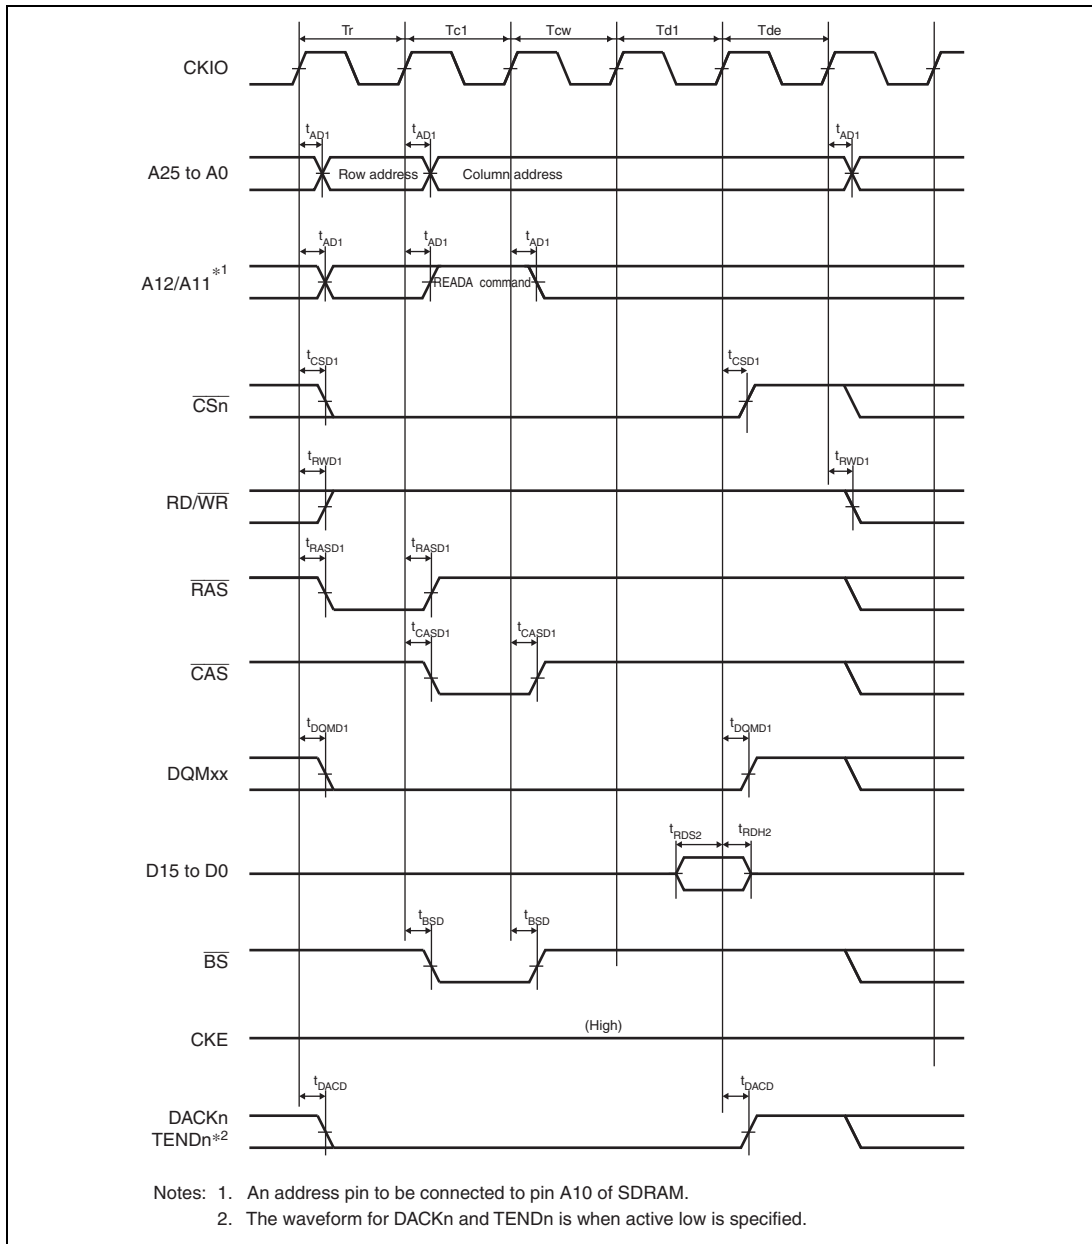 Tr Tc1 Tcw Td1 Tde
CKIO
tAD1 tAD1 tAD1
A25 to A0 Row address Column address
tAD1 tAD1 tAD1
A12/A11*1 READA command
tCSD1 tCSD1
CSn
tRWD1 tRWD1
RD/WR
tRASD1 tRASD1
RAS
tCASD1 tCASD1
CAS
tDQMD1 tDQMD1
DQMxx
tRDS2 tRDH2
D15 to D0
tBSD tBSD
BS
(High)
CKE
tDACD tDACD
DACKn
TENDn*2
Notes: 1. An address pin to be connected to pin A10 of SDRAM.
2. The waveform for DACKn and TENDn is when active low is specified.